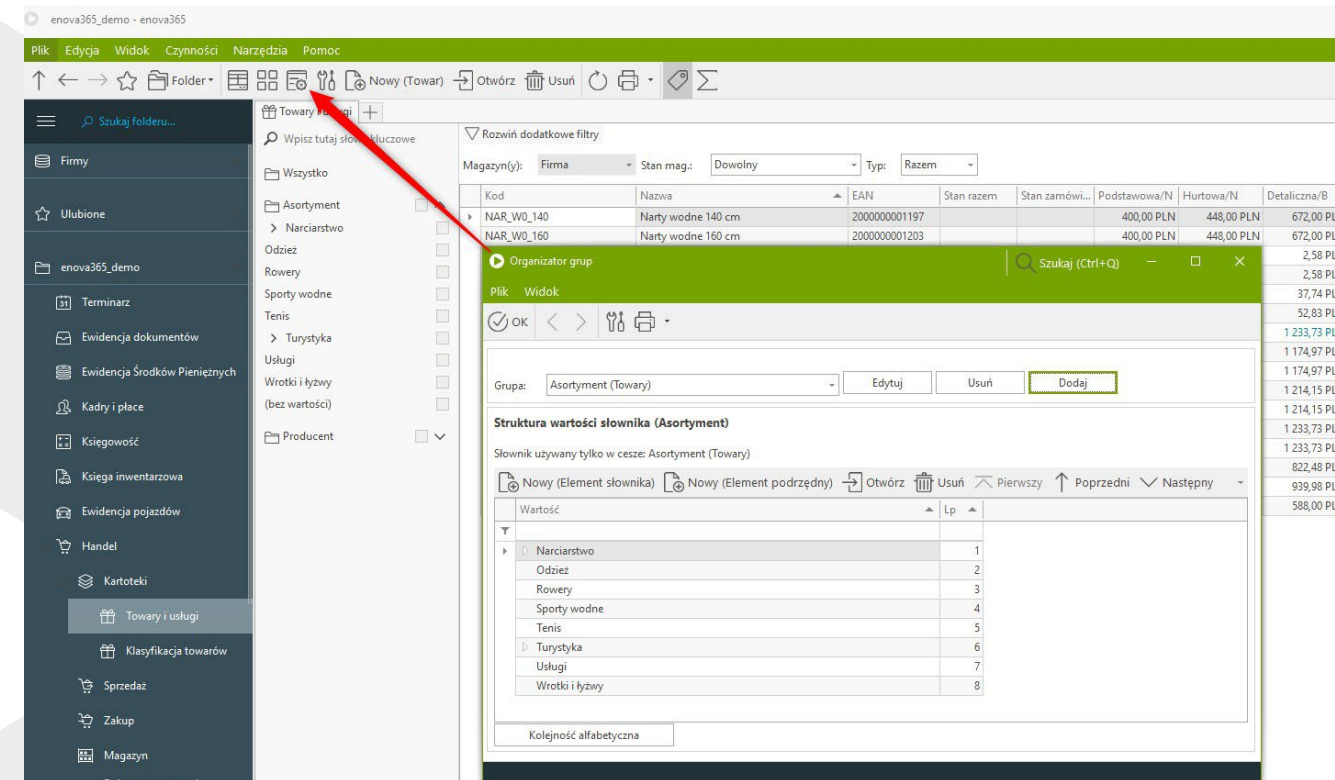 enova365_demo - enova365
Plik Edycja Widok Czynności Narzędzia Pomoc
Folder Nowy (Towar) Otwórz Usuń
Szukaj folderu...
Firmy
Ulubione
enova365_demo
31 Terminarz
Ewidencja dokumentów
Ewidencja Środków Pieniężnych
Kadry i płace
Księgowość
Księga inwentarzowa
Ewidencja pojazdów
Handel
Kartoteki
Towary i usługi
Klasyfikacja towarów
Sprzedaż
Zakup
Magazyn
Towary
Wpisz tutaj kluczowe
Wszystko
Asortyment
Narciarstwo
Odzież
Rowery
Sporty wodne
Tenis
Turystyka
Usługi
Wrotki i łyżwy
(bez wartości)
Producent
Rozwiń dodatkowe filtry
Magazyn(y): Firma Stan mag.: Dowolny Typ: Razem
Kod Nazwa EAN Stan razem Stan zamówi... Podstawowa/N Hurtowa/N Detaliczna/B
NAR_W0_140 Narty wodne 140 cm 2000000001197 400,00 PLN 448,00 PLN 672,00 PL
NAR_W0_160 Narty wodne 160 cm 2000000001203 400,00 PLN 448,00 PLN 672,00 PL
2,58 PL
2,58 PL
37,74 PL
52,83 PL
1 233,73 PL
1 174,97 PL
1 174,97 PL
1 214,15 PL
1 214,15 PL
1 233,73 PL
1 233,73 PL
822,48 PL
939,98 PL
588,00 PL
Organizator grup Szukaj (Ctrl+Q)
Plik Widok
OK
Grupa: Asortyment (Towary) Edytuj Usuń Dodaj
Struktura wartości słownika (Asortyment)
Słownik używany tylko w cesze: Asortyment (Towary)
Nowy (Element słownika) Nowy (Element podrzędny) Otwórz Usuń Pierwszy Poprzedni Następny
Wartość Lp
Narciarstwo 1
Odzież 2
Rowery 3
Sporty wodne 4
Tenis 5
Turystyka 6
Usługi 7
Wrotki i łyżwy 8
Kolejność alfabetyczna